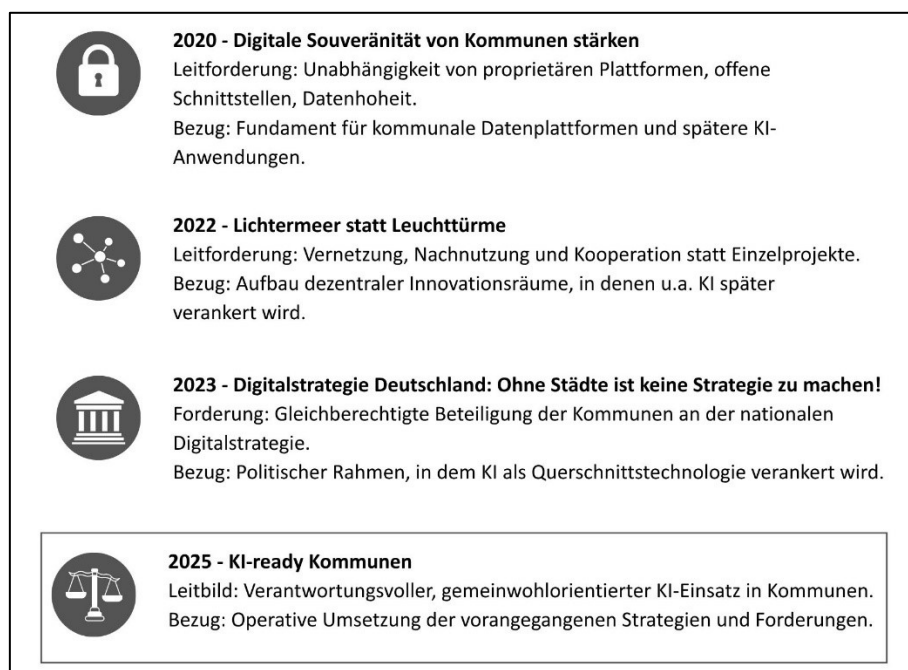 2020 - Digitale Souveränität von Kommunen stärken
Leitforderung: Unabhängigkeit von proprietären Plattformen, offene
Schnittstellen, Datenhoheit.
Bezug: Fundament für kommunale Datenplattformen und spätere KI-
Anwendungen.
2022 - Lichtermeer statt Leuchttürme
Leitforderung: Vernetzung, Nachnutzung und Kooperation statt Einzelprojekte.
Bezug: Aufbau dezentraler Innovationsräume, in denen u.a. KI später
verankert wird.
2023 - Digitalstrategie Deutschland: Ohne Städte ist keine Strategie zu machen!
Forderung: Gleichberechtigte Beteiligung der Kommunen an der nationalen
Digitalstrategie.
Bezug: Politischer Rahmen, in dem KI als Querschnittstechnologie verankert wird.
2025 - KI-ready Kommunen
Leitbild: Verantwortungsvoller, gemeinwohlorientierter KI-Einsatz in Kommunen.
Bezug: Operative Umsetzung der vorangegangenen Strategien und Forderungen.